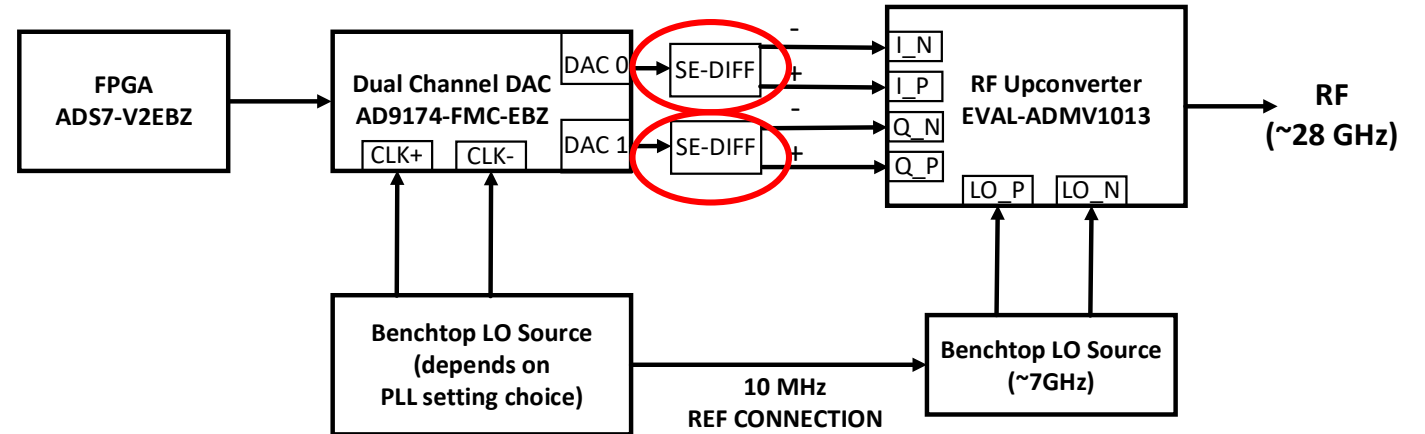 FPGA
ADS7-V2EBZ
Dual Channel DAC
AD9174-FMC-EBZ
CLK+
CLK-
DAC 0
DAC 1
SE-DIFF
SE-DIFF
-
+
-
+
I_N
I_P
Q_N
Q_P
RF Upconverter
EVAL-ADMV1013
LO_P
LO_N
RF
(~28 GHz)
Benchtop LO Source
(depends on
PLL setting choice)
10 MHz
REF CONNECTION
Benchtop LO Source
(~7GHz)